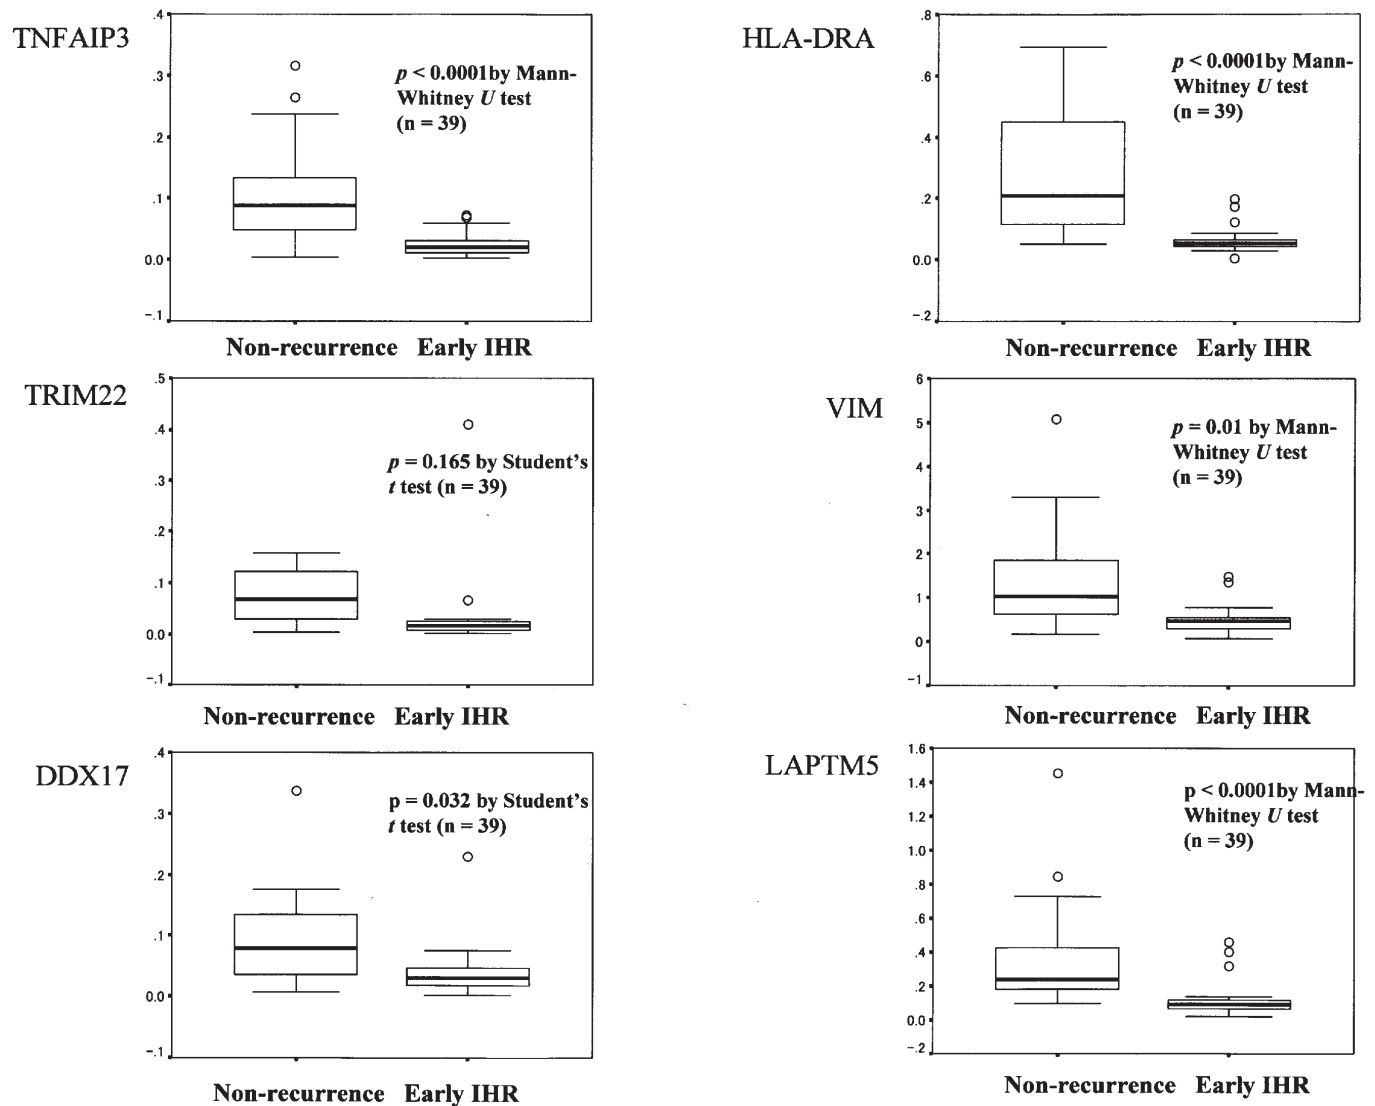 TNFAIP3
.4
.3
.2
.1
0.0
-.1
p < 0.0001by Mann-
Whitney U test
(n = 39)
Non-recurrence Early IHR
HLA-DRA
.8
.6
.4
.2
0.0
-.2
p < 0.0001by Mann-
Whitney U test
(n = 39)
Non-recurrence Early IHR
TRIM22
.5
.4
.3
.2
.1
0.0
-.1
p = 0.165 by Student's
t test (n = 39)
Non-recurrence Early IHR
VIM
6
5
4
3
2
1
0
-1
p = 0.01 by Mann-
Whitney U test
(n = 39)
Non-recurrence Early IHR
DDX17
.4
.3
.2
.1
0.0
-.1
p = 0.032 by Student's
t test (n = 39)
Non-recurrence Early IHR
LAPTM5
1.6
1.4
1.2
1.0
.8
.6
.4
.2
0.0
-.2
p < 0.0001by Mann-
Whitney U test
(n = 39)
Non-recurrence Early IHR